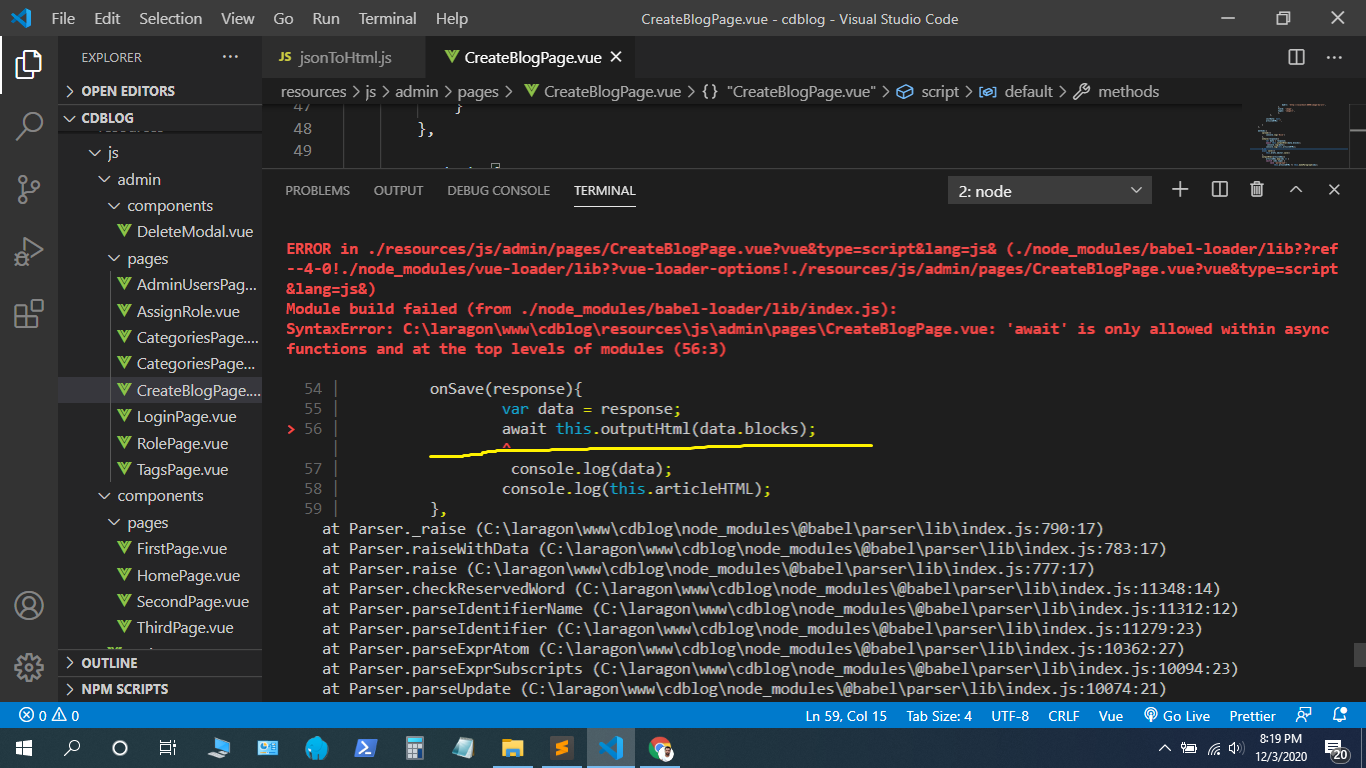 File Edit Selection View Go Run Terminal Help CreateBlogPage.vue - cdblog - Visual Studio Code
EXPLORER
JS jsonToHtml.js CreateBlogPage.vue
OPEN EDITORS
resources > js > admin > pages > CreateBlogPage.vue > {} "CreateBlogPage.vue" > script > default > methods
CDBLOG
js
admin
components
DeleteModal.vue
pages
AdminUsersPag...
AssignRole.vue
CategoriesPage....
CategoriesPage...
CreateBlogPage....
LoginPage.vue
RolePage.vue
TagsPage.vue
components
pages
FirstPage.vue
HomePage.vue
SecondPage.vue
ThirdPage.vue
OUTLINE
NPM SCRIPTS
47 }
48 },
49
PROBLEMS OUTPUT DEBUG CONSOLE TERMINAL 2: node
ERROR in ./resources/js/admin/pages/CreateBlogPage.vue?vue&type=script&lang=js& (./node_modules/babel-loader/lib??ref
--4-0!./node_modules/vue-loader/lib??vue-loader-options!./resources/js/admin/pages/CreateBlogPage.vue?vue&type=script
&lang=js&)
Module build failed (from ./node_modules/babel-loader/lib/index.js):
SyntaxError: C:\laragon\www\cdblog\resources\js\admin\pages\CreateBlogPage.vue: 'await' is only allowed within async
functions and at the top levels of modules (56:3)
54 | onSave(response){
55 | var data = response;
> 56 | await this.outputHtml(data.blocks);
| ^
57 | console.log(data);
58 | console.log(this.articleHTML);
59 | },
at Parser._raise (C:\laragon\www\cdblog\node_modules\@babel\parser\lib\index.js:790:17)
at Parser.raiseWithData (C:\laragon\www\cdblog\node_modules\@babel\parser\lib\index.js:783:17)
at Parser.raise (C:\laragon\www\cdblog\node_modules\@babel\parser\lib\index.js:777:17)
at Parser.checkReservedWord (C:\laragon\www\cdblog\node_modules\@babel\parser\lib\index.js:11348:14)
at Parser.parseIdentifierName (C:\laragon\www\cdblog\node_modules\@babel\parser\lib\index.js:11312:12)
at Parser.parseIdentifier (C:\laragon\www\cdblog\node_modules\@babel\parser\lib\index.js:11279:23)
at Parser.parseExprAtom (C:\laragon\www\cdblog\node_modules\@babel\parser\lib\index.js:10362:27)
at Parser.parseExprSubscripts (C:\laragon\www\cdblog\node_modules\@babel\parser\lib\index.js:10094:23)
at Parser.parseUpdate (C:\laragon\www\cdblog\node_modules\@babel\parser\lib\index.js:10074:21)
0 0 Ln 59, Col 15 Tab Size: 4 UTF-8 CRLF Vue Go Live Prettier
8:19 PM
12/3/2020
20